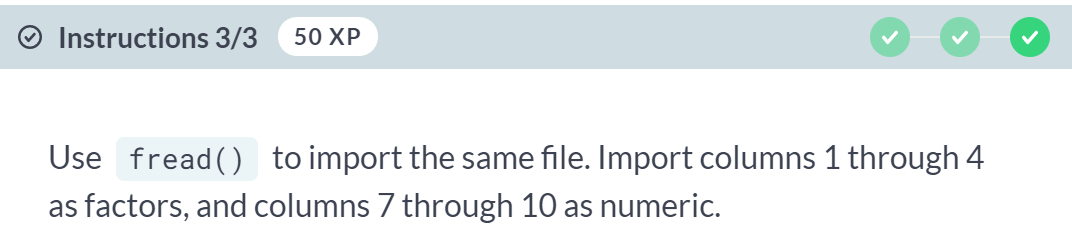 Instructions 3/3 50 XP
Use fread() to import the same file. Import columns 1 through 4
as factors, and columns 7 through 10 as numeric.